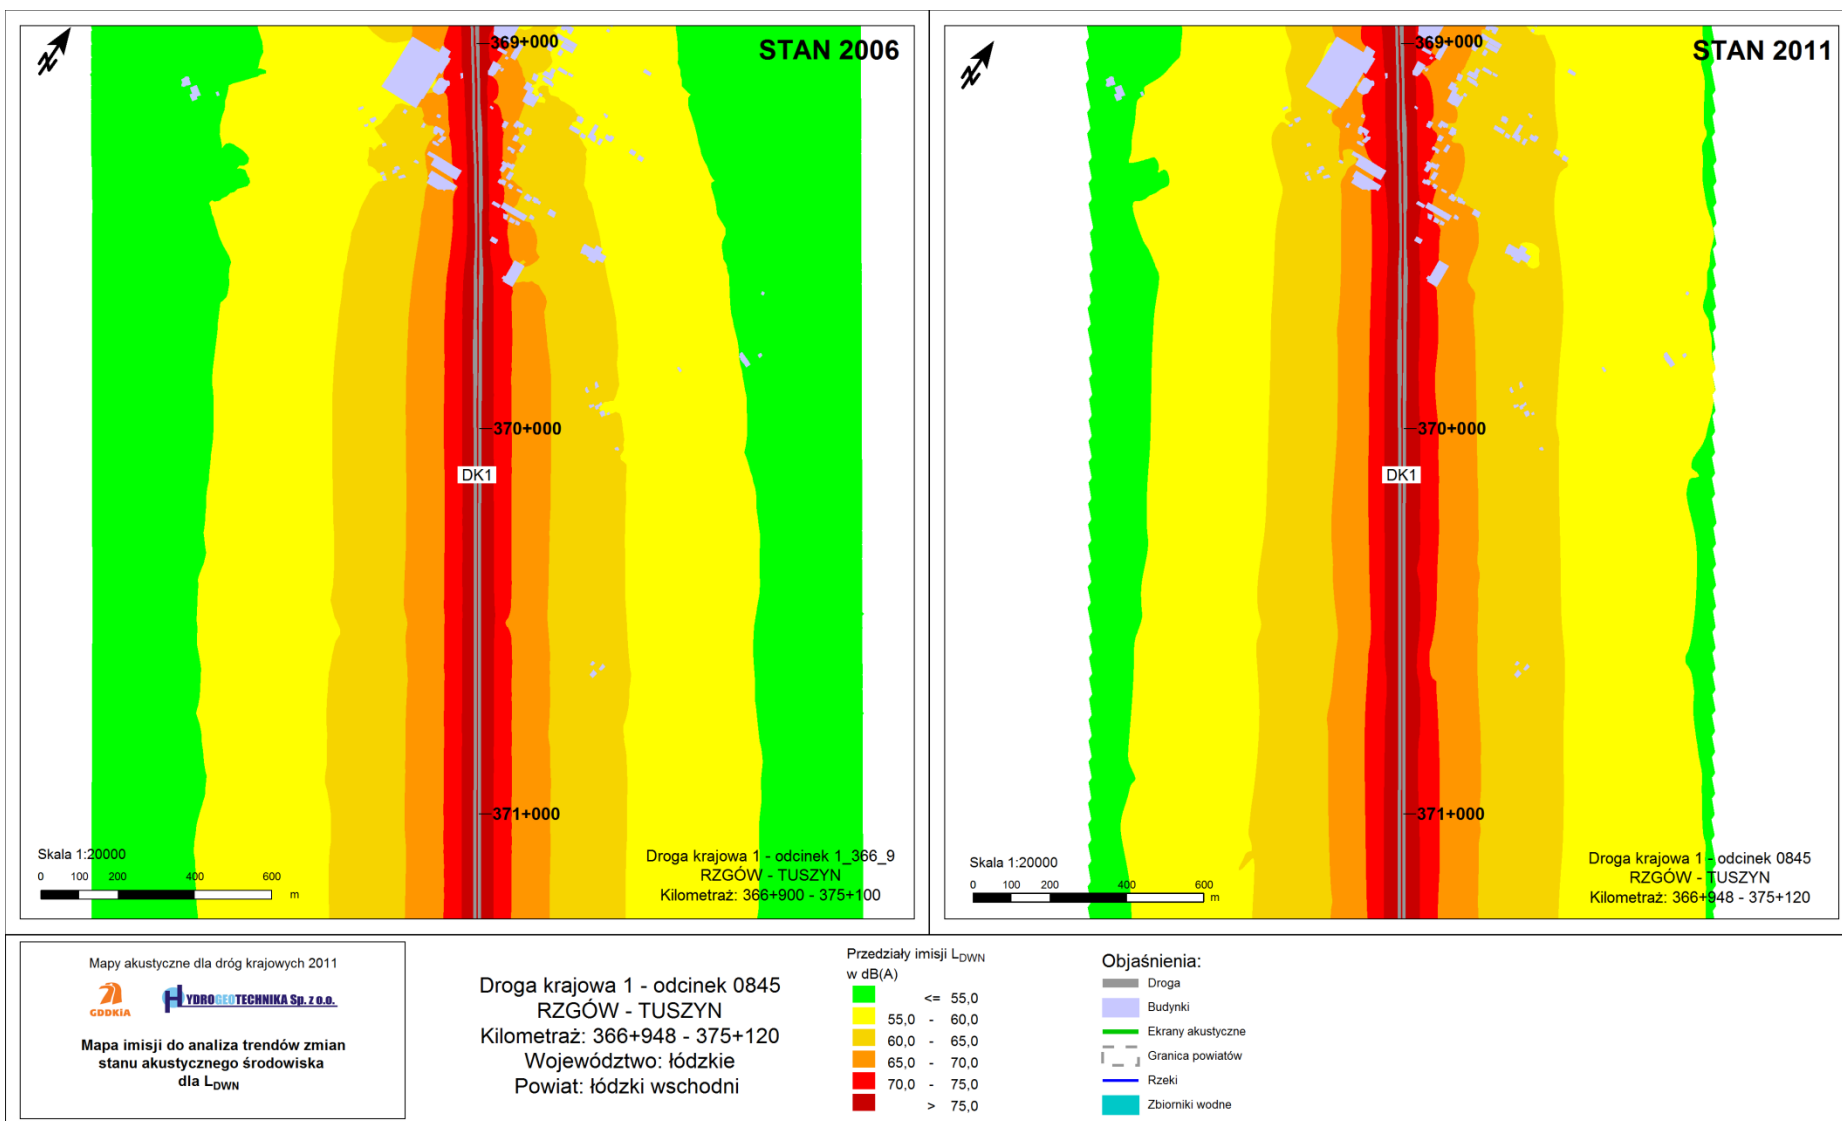 STAN 2006
N
369+000
370+000
DK1
371+000
Skala 1:20000
0 100 200 400 600
m
Droga krajowa 1 - odcinek 1_366_9
RZGÓW - TUSZYN
Kilometraż: 366+900 - 375+100
STAN 2011
N
369+000
370+000
DK1
371+000
Skala 1:20000
0 100 200 400 600
m
Droga krajowa 1 - odcinek 0845
RZGÓW - TUSZYN
Kilometraż: 366+948 - 375+120
Mapy akustyczne dla dróg krajowych 2011
GDDKiA
HYDROGEOTECHNIKA Sp. z o.o.
Mapa imisji do analiza trendów zmian
stanu akustycznego środowiska
dla LDWN
Droga krajowa 1 - odcinek 0845
RZGÓW - TUSZYN
Kilometraż: 366+948 - 375+120
Województwo: łódzkie
Powiat: łódzki wschodni
Przedziały imisji LDWN
w dB(A)
<= 55,0
55,0 - 60,0
60,0 - 65,0
65,0 - 70,0
70,0 - 75,0
> 75,0
Objaśnienia:
Droga
Budynki
Ekrany akustyczne
Granica powiatów
Rzeki
Zbiorniki wodne